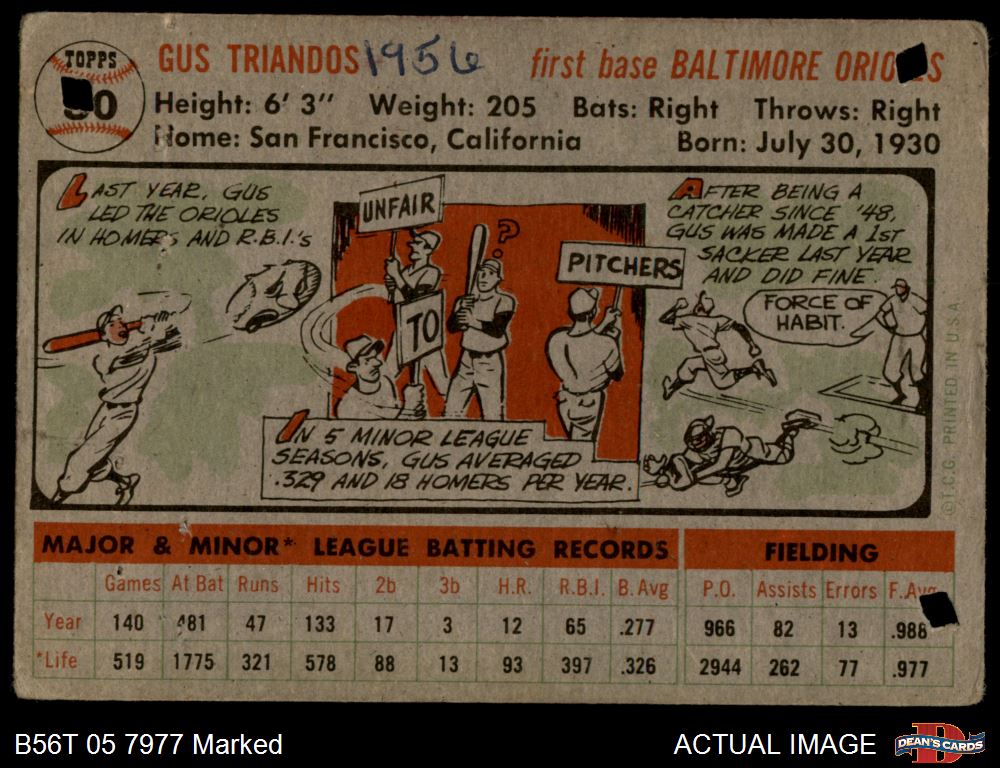 TOPPS
GUS TRIANDOS 1956 first base BALTIMORE
Height: 6' 3" Weight: 205 Bats: Right Throws: Right
Home: San Francisco, California Born: July 30, 1930
LAST YEAR, GUS
LED THE ORIOLES
IN HOMERS AND R.B.I.'s
UNFAIR
TO
PITCHERS
?
IN 5 MINOR LEAGUE
SEASONS, GUS AVERAGED
.329 AND 18 HOMERS PER YEAR.
AFTER BEING A
CATCHER SINCE '48,
GUS WAS MADE A 1ST
SACKER LAST YEAR
AND DID FINE.
FORCE OF
HABIT.
©T.C.G. PRINTED IN U.S.A.
MAJOR & MINOR* LEAGUE BATTING RECORDS FIELDING
Games At Bat Runs Hits 2b 3b H.R. R.B.I. B. Avg P.O. Assists Errors
Year 140 481 47 133 17 3 12 65 .277 966 82 13 .988
*Life 519 1775 321 578 88 13 93 397 .326 2944 262 77 .977
B56T 05 7977 Marked ACTUAL IMAGE
D
DEAN'S CARDS